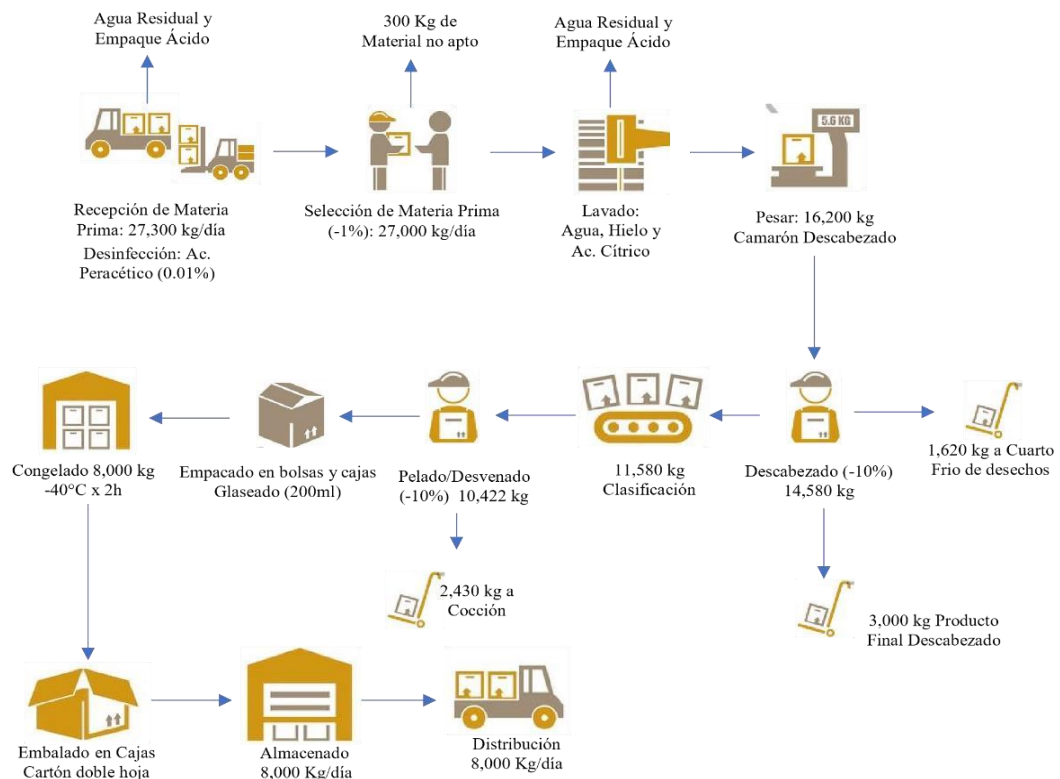 Agua Residual y
Empaque Ácido
300 Kg de
Material no apto
Agua Residual y
Empaque Ácido
5.6 KG
Recepción de Materia
Prima: 27,300 kg/día
Desinfección: Ac.
Peracético (0.01%)
Selección de Materia Prima
(-1%): 27,000 kg/día
Lavado:
Agua, Hielo y
Ac. Cítrico
Pesar: 16,200 kg
Camarón Descabezado
Congelado 8,000 kg
-40°C x 2h
Empacado en bolsas y cajas
Glaseado (200ml)
Pelado/Desvenado
(-10%) 10,422 kg
11,580 kg
Clasificación
Descabezado (-10%)
14,580 kg
1,620 kg a Cuarto
Frio de desechos
2,430 kg a
Cocción
3,000 kg Producto
Final Descabezado
Embalado en Cajas
Cartón doble hoja
Almacenado
8,000 Kg/día
Distribución
8,000 Kg/día